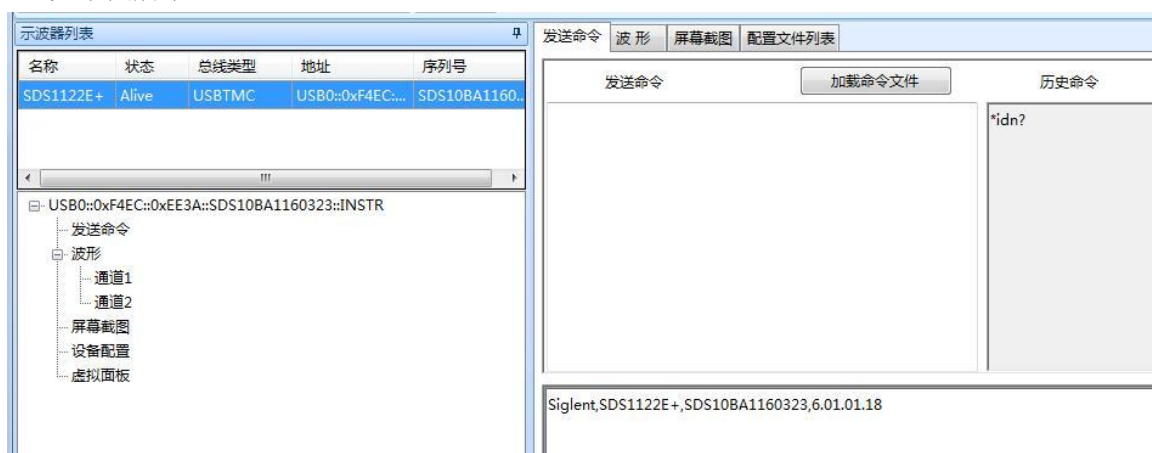 示波器列表
名称 状态 总线类型 地址 序列号
SDS1122E+ Alive USBTMC USB0::0xF4EC:... SDS10BA1160..
USB0::0xF4EC::0xEE3A::SDS10BA1160323::INSTR
发送命令
波形
通道1
通道2
屏幕截图
设备配置
虚拟面板
发送命令 波 形 屏幕截图 配置文件列表
发送命令 加载命令文件 历史命令
*idn?
Siglent,SDS1122E+,SDS10BA1160323,6.01.01.18